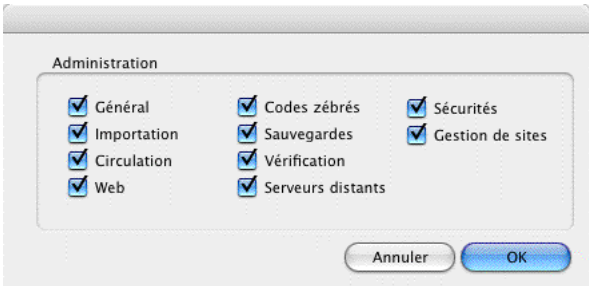 Administration
Général
Importation
Circulation
Web
Codes zébrés
Sauvegardes
Vérification
Serveurs distants
Sécurités
Gestion de sites
Annuler
OK